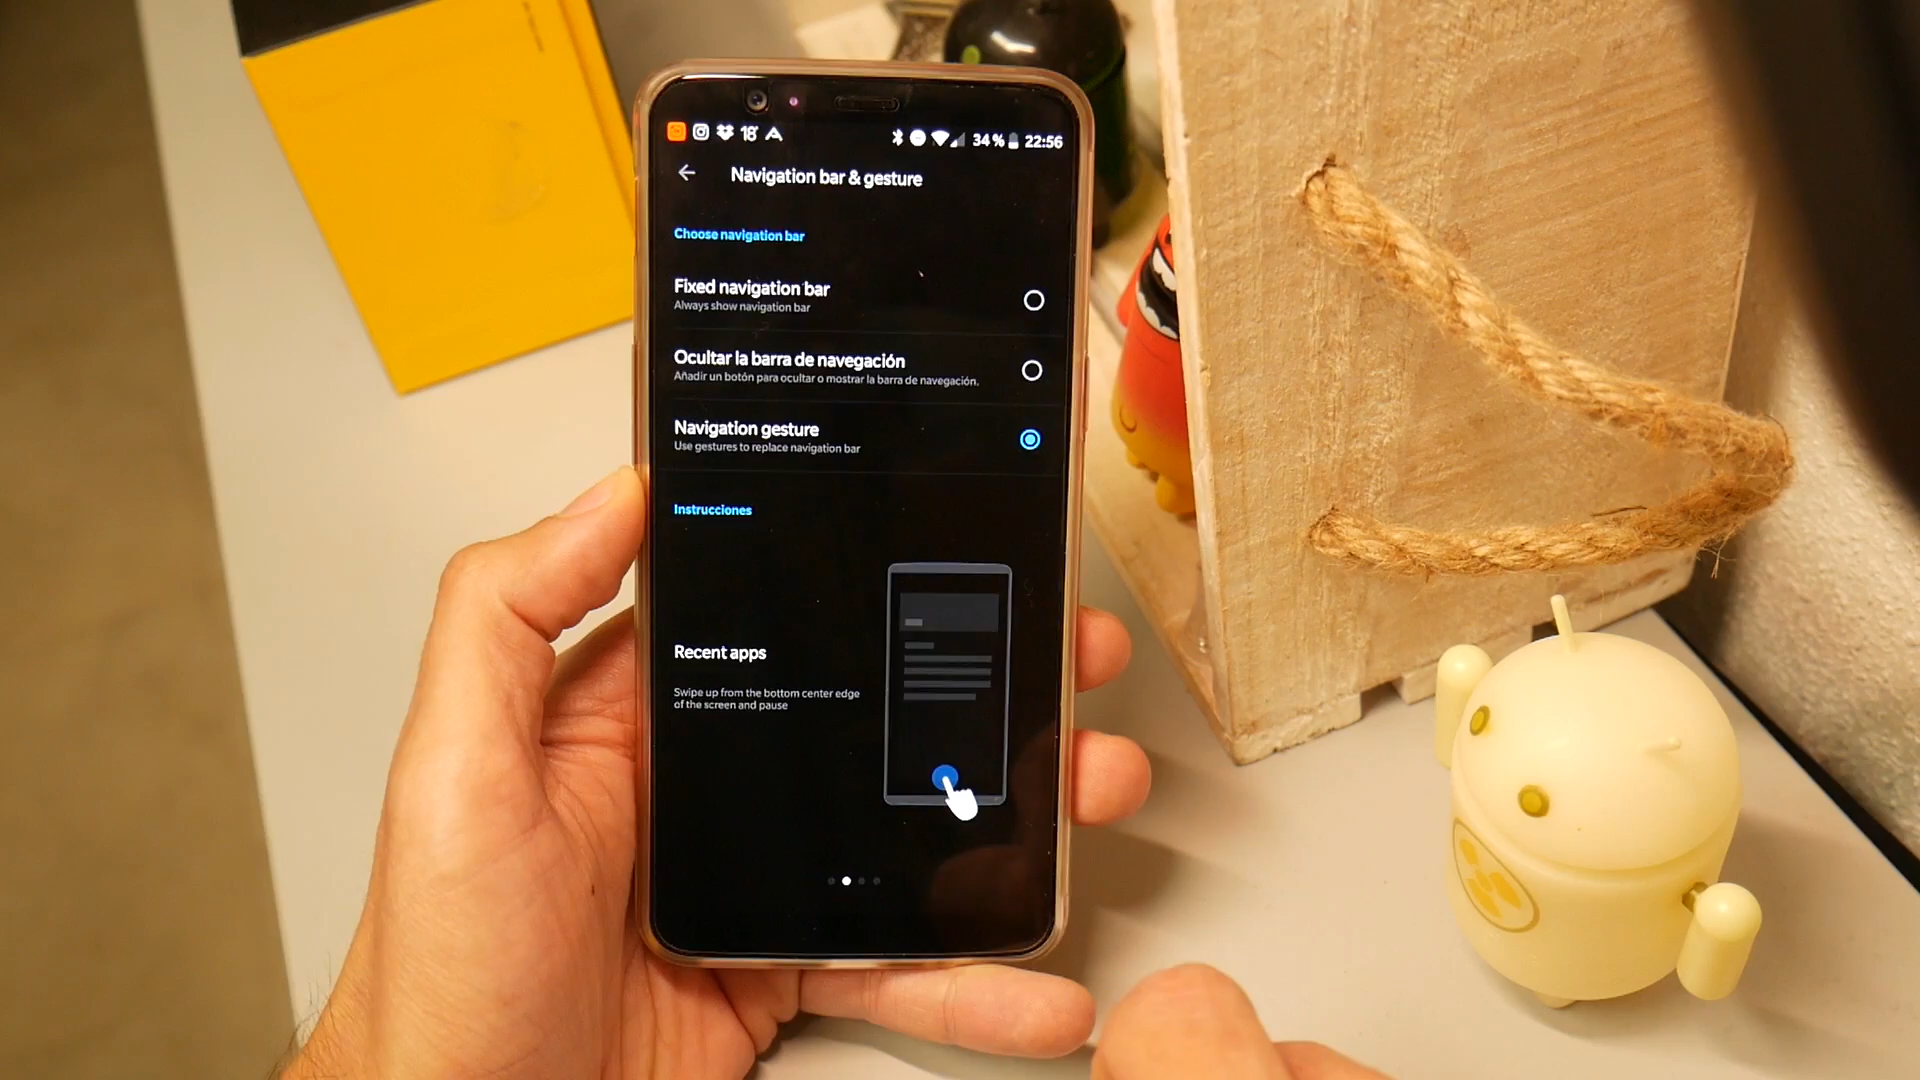 18°
34% 22:56
Navigation bar & gesture
Choose navigation bar
Fixed navigation bar
Always show navigation bar
Ocultar la barra de navegación
Añadir un botón para ocultar o mostrar la barra de navegación.
Navigation gesture
Use gestures to replace navigation bar
Instrucciones
Recent apps
Swipe up from the bottom center edge
of the screen and pause